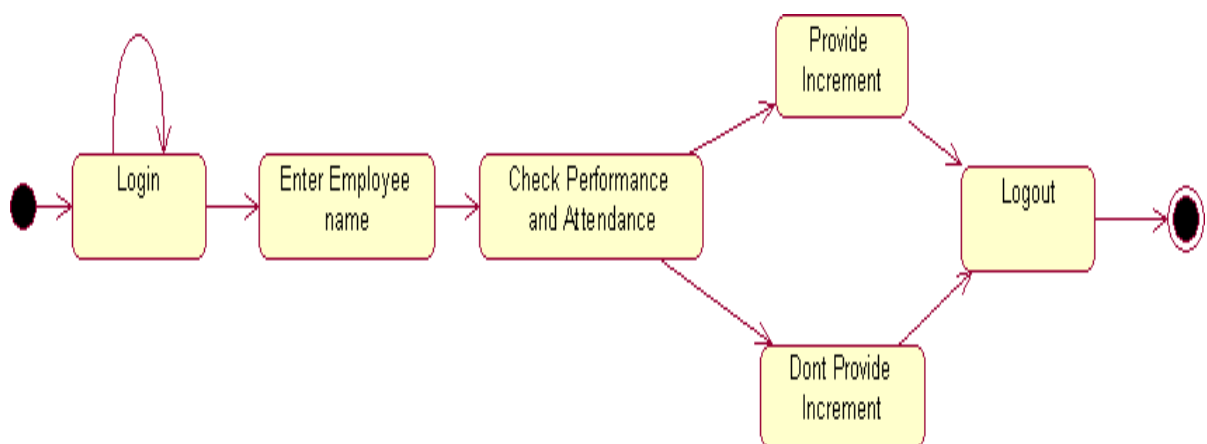 Login
Enter Employee
name
Check Performance
and Attendance
Provide
Increment
Dont Provide
Increment
Logout